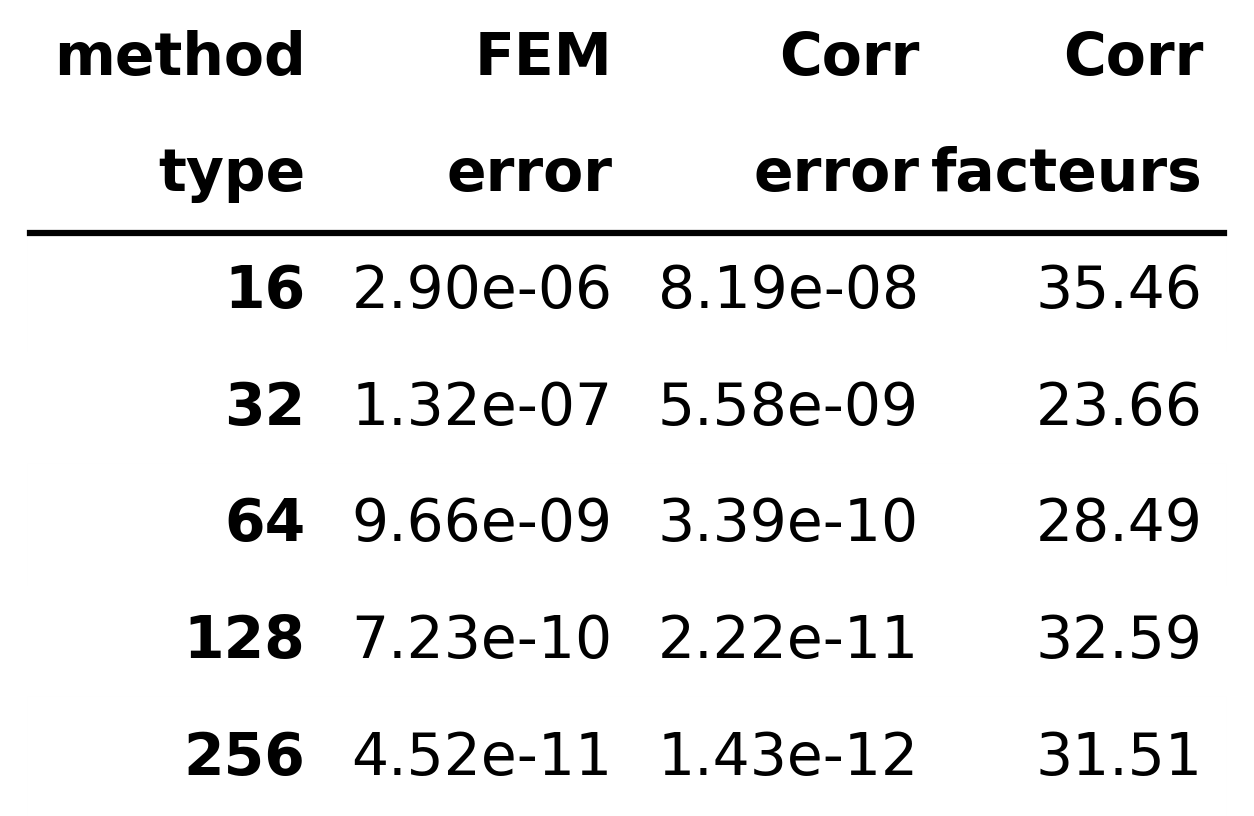 method FEM Corr Corr
type error error facteurs
16 2.90e-06 8.19e-08 35.46
32 1.32e-07 5.58e-09 23.66
64 9.66e-09 3.39e-10 28.49
128 7.23e-10 2.22e-11 32.59
256 4.52e-11 1.43e-12 31.51